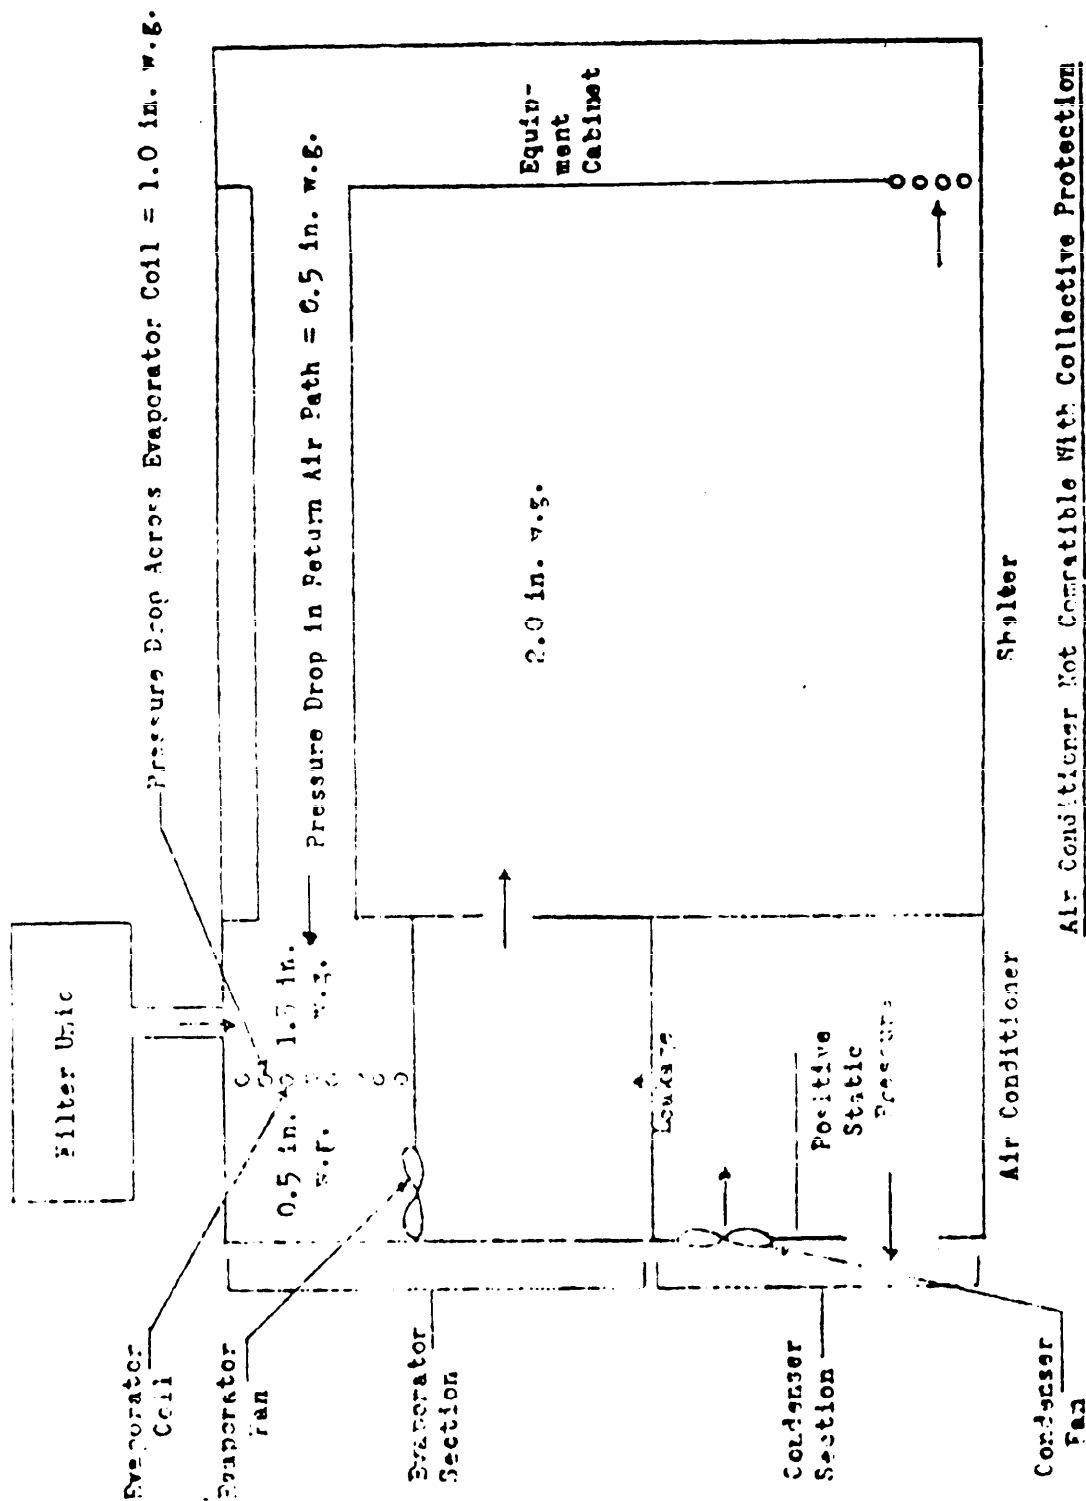 Pressure Drop Across Evaporator Coil = 1.0 in. w.g.
Filter Unit
Evaporator
Coil
Evaporator
Fan
0.5 in.
1.5 in.
w.g.
Pressure Drop in Return Air Path = 0.5 in. w.g.
Equip-
ment
Cabinet
2.0 in. w.g.
Evaporator
Section
Leakage
Positive
Static
Pressure
Condenser
Section
Condenser
Fan
Air Conditioner
Shelter
Air Conditioner Not Compatible With Collective Protection